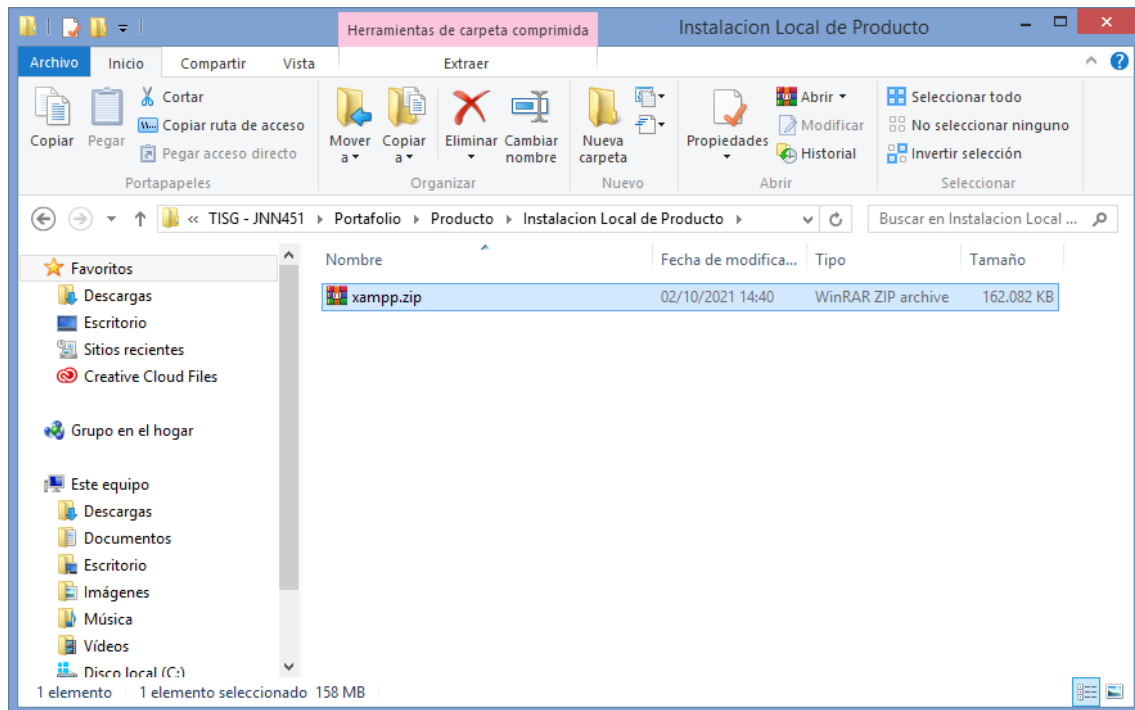 Herramientas de carpeta comprimida
Instalacion Local de Producto
Archivo Inicio Compartir Vista Extraer
Copiar
Pegar
Cortar
Copiar ruta de acceso
Pegar acceso directo
Portapapeles
Mover a
Copiar a
Eliminar
Cambiar nombre
Organizar
Nueva carpeta
Nuevo
Propiedades
Abrir
Modificar
Historial
Abrir
Seleccionar todo
No seleccionar ninguno
Invertir selección
Seleccionar
« TISG - JNN451 Portafolio Producto Instalacion Local de Producto
Buscar en Instalacion Local ...
Favoritos
Descargas
Escritorio
Sitios recientes
Creative Cloud Files
Grupo en el hogar
Este equipo
Descargas
Documentos
Escritorio
Imágenes
Música
Vídeos
Disco local (C:)
Nombre Fecha de modifica... Tipo Tamaño
xampp.zip 02/10/2021 14:40 WinRAR ZIP archive 162.082 KB
1 elemento 1 elemento seleccionado 158 MB